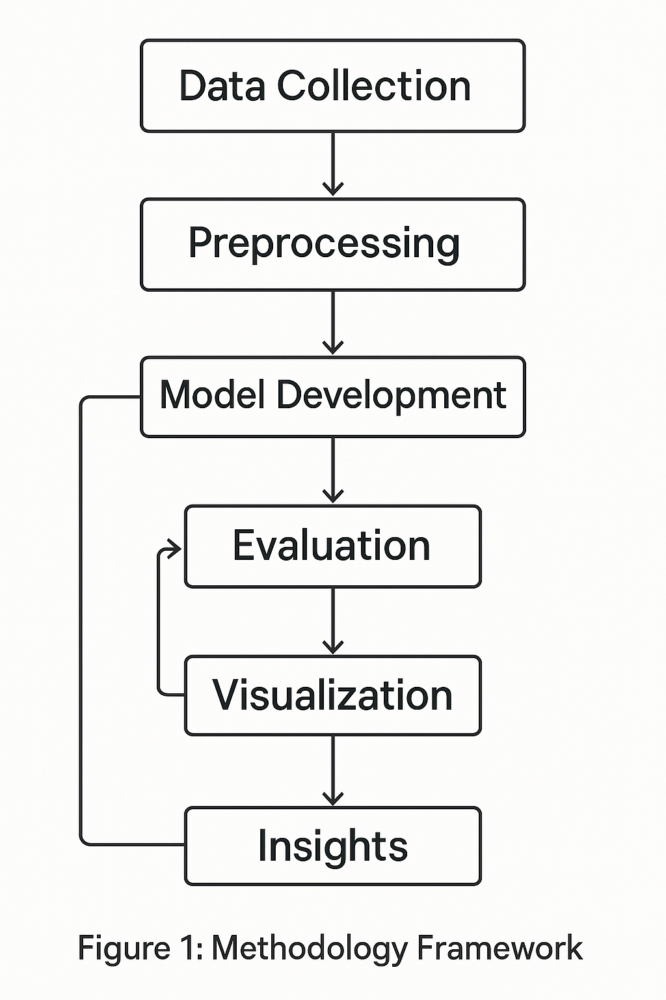 Data Collection
Preprocessing
Model Development
Evaluation
Visualization
Insights
Figure 1: Methodology Framework